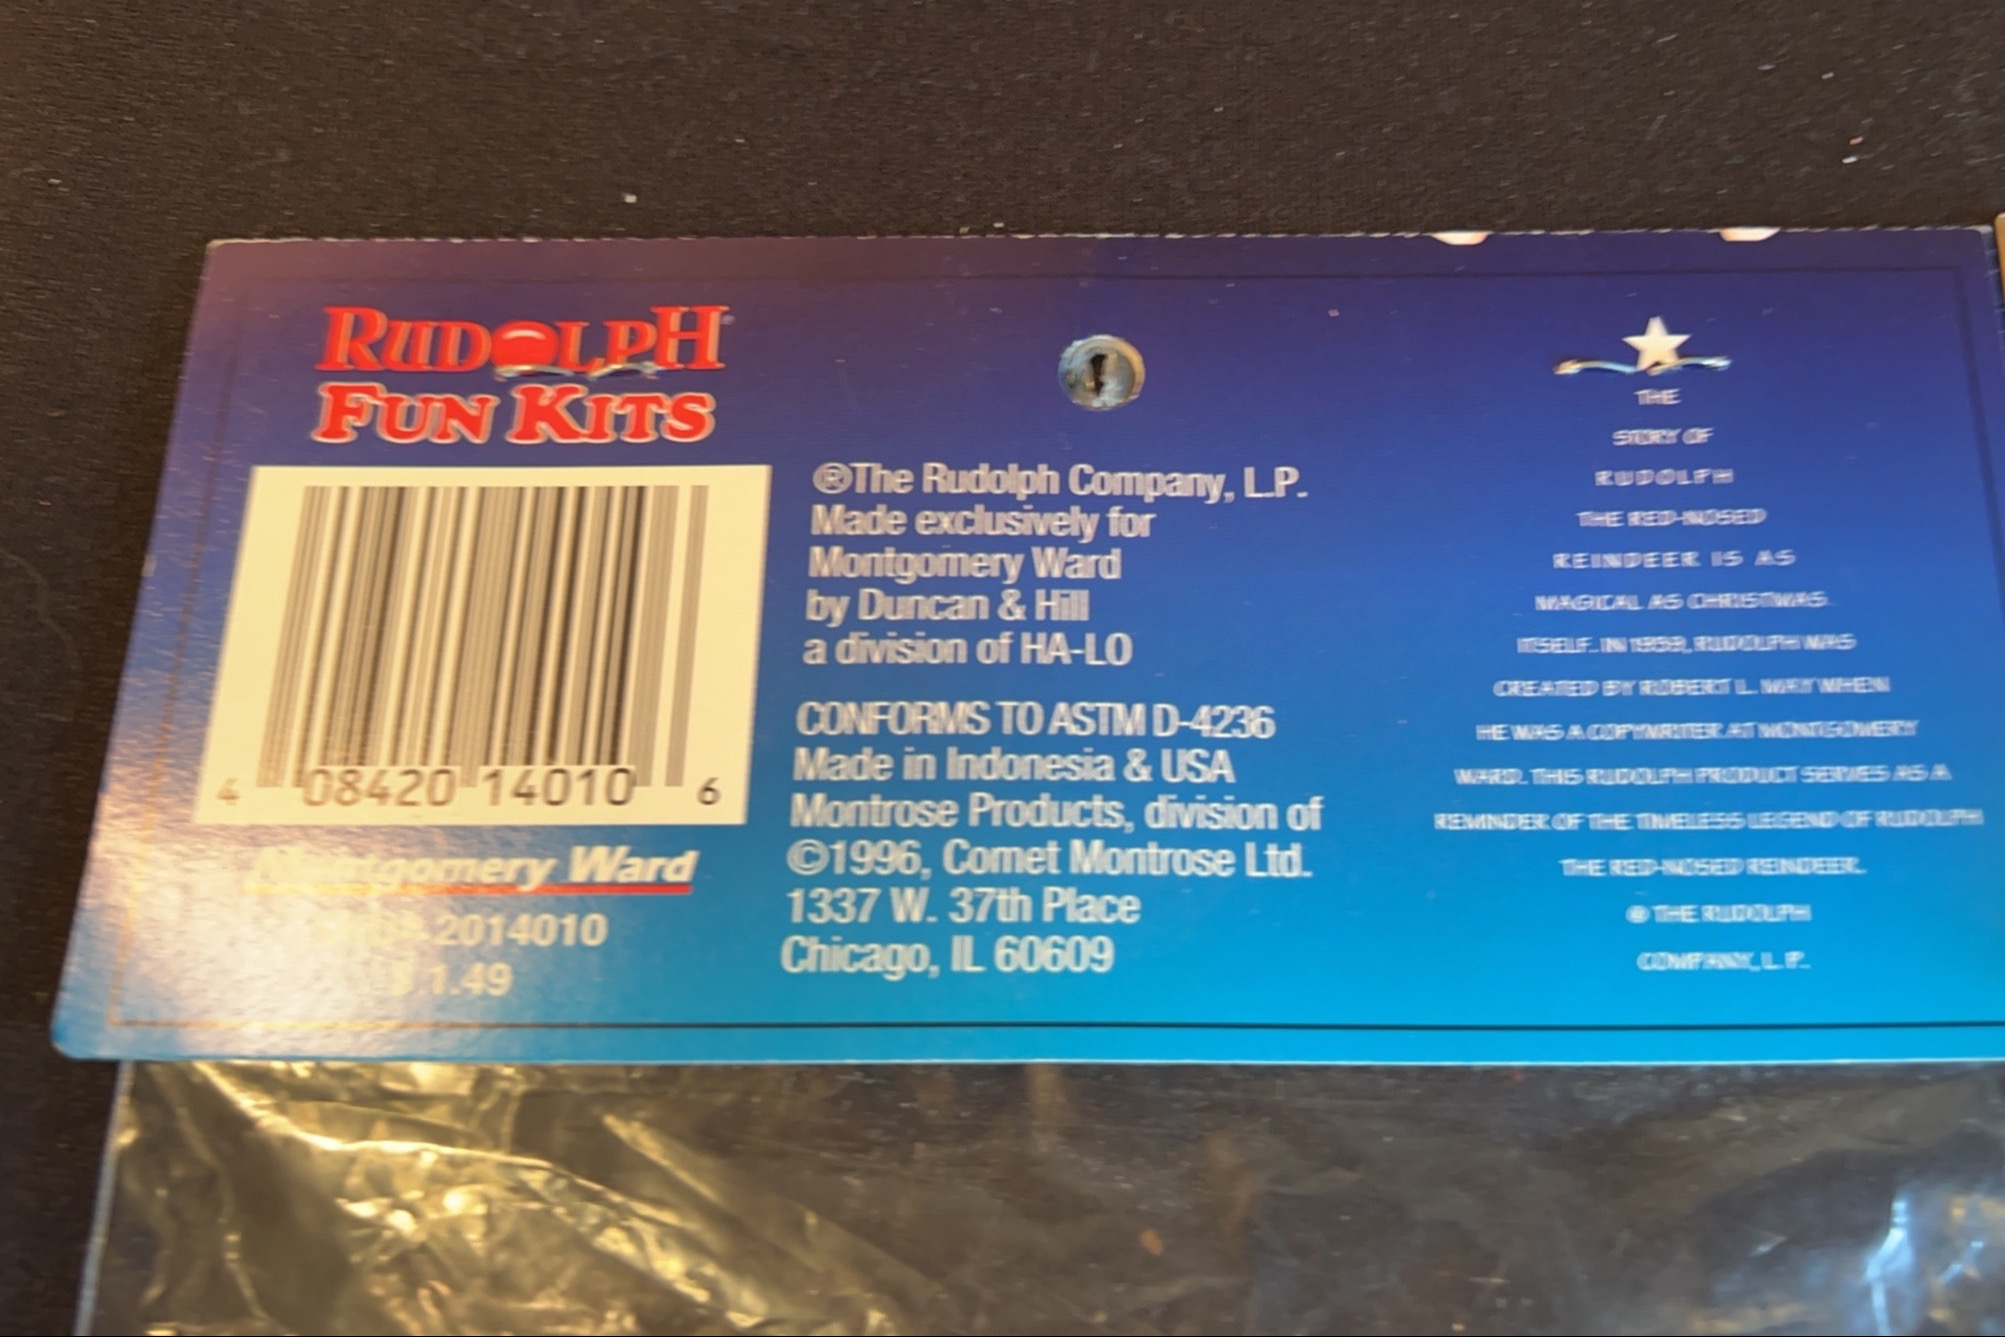 RUDOLPH
FUN KITS
4 08420 14010 6
Montgomery Ward
2014010
$1.49
®The Rudolph Company, L.P.
Made exclusively for
Montgomery Ward
by Duncan & Hill
a division of HA-LO
CONFORMS TO ASTM D-4236
Made in Indonesia & USA
Montrose Products, division of
©1996, Comet Montrose Ltd.
1337 W. 37th Place
Chicago, IL 60609
THE
STORY OF
RUDOLPH
THE RED-NOSED
REINDEER IS AS
MAGICAL AS CHRISTMAS
ITSELF. IN 1939, RUDOLPH WAS
CREATED BY ROBERT L. MAY WHEN
HE WAS A COPYWRITER AT MONTGOMERY
WARD. THIS RUDOLPH PRODUCT SERVES AS A
REMINDER OF THE TIMELESS LEGEND OF RUDOLPH
THE RED-NOSED REINDEER.
® THE RUDOLPH
COMPANY, L.P.